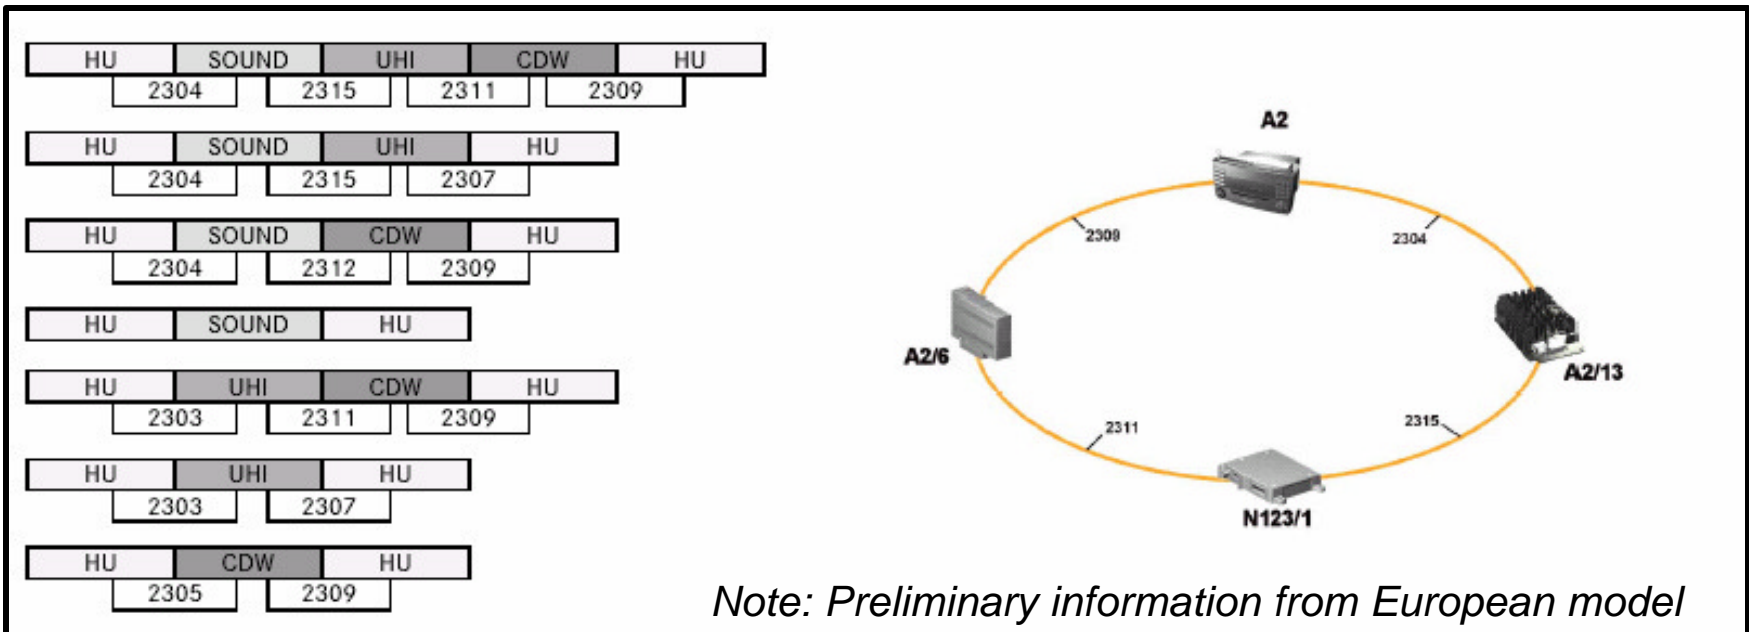 HU SOUND UHI CDW HU
2304 2315 2311 2309
HU SOUND UHI HU
2304 2315 2307
HU SOUND CDW HU
2304 2312 2309
HU SOUND HU
HU UHI CDW HU
2303 2311 2309
HU UHI HU
2303 2307
HU CDW HU
2305 2309
A2
2309
2304
A2/6
A2/13
2311
2315
N123/1
Note: Preliminary information from European model